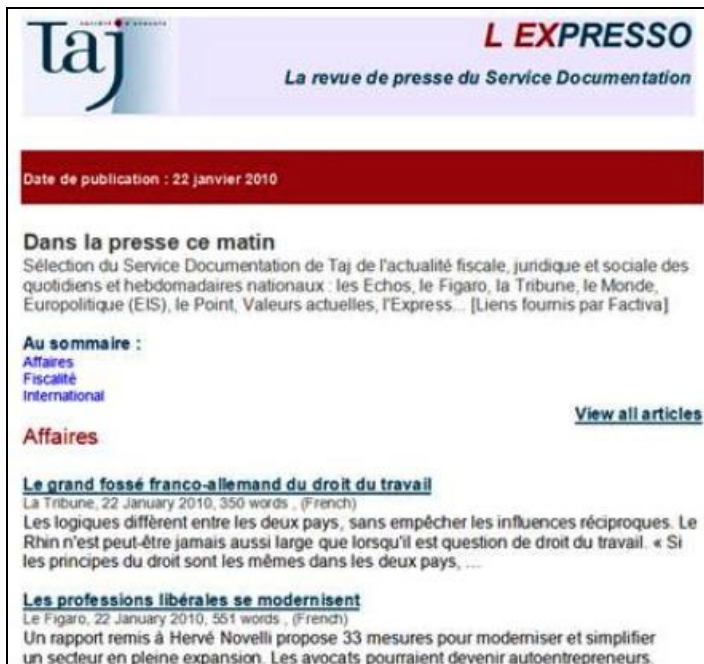 société d'avocats
Taj
L EXPRESSO
La revue de presse du Service Documentation
Date de publication : 22 janvier 2010
Dans la presse ce matin
Sélection du Service Documentation de Taj de l'actualité fiscale, juridique et sociale des
quotidiens et hebdomadaires nationaux : les Echos, le Figaro, la Tribune, le Monde,
Europolitique (EIS), le Point, Valeurs actuelles, l'Express... [Liens fournis par Factiva]
Au sommaire :
Affaires
Fiscalité
International
View all articles
Affaires
Le grand fossé franco-allemand du droit du travail
La Tribune, 22 January 2010, 350 words , (French)
Les logiques diffèrent entre les deux pays, sans empêcher les influences réciproques. Le
Rhin n'est peut-être jamais aussi large que lorsqu'il est question de droit du travail. « Si
les principes du droit sont les mêmes dans les deux pays, ...
Les professions libérales se modernisent
Le Figaro, 22 January 2010, 551 words , (French)
Un rapport remis à Hervé Novelli propose 33 mesures pour moderniser et simplifier
un secteur en pleine expansion. Les avocats pourraient devenir autoentrepreneurs.